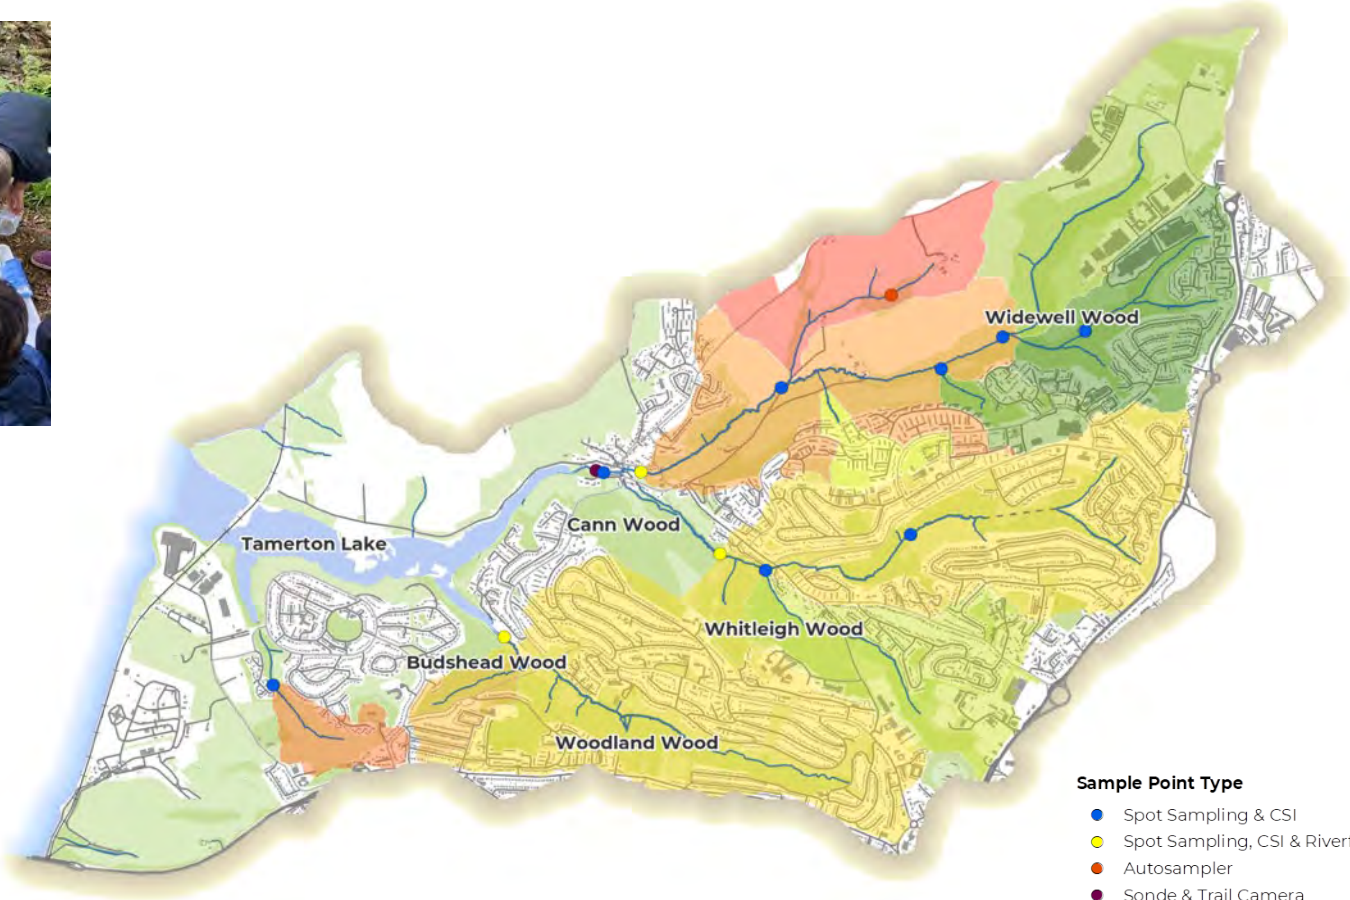 Widewell Wood
Cann Wood
Tamerton Lake
Whitleigh Wood
Budshead Wood
Woodland Wood
Sample Point Type
Spot Sampling & CSI
Spot Sampling, CSI &
Autosampler
Sonde & Trail Camera